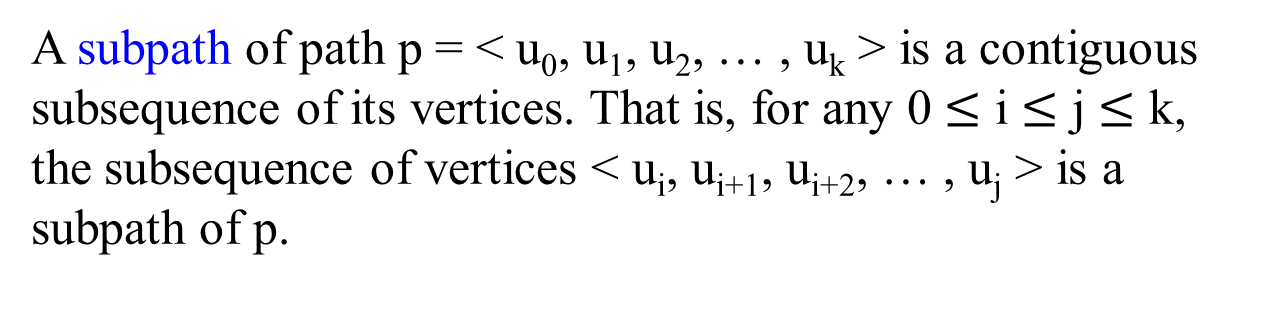 A subpath of path p = < u₀, u₁, u₂, … , uₖ > is a contiguous
subsequence of its vertices. That is, for any 0 ≤ i ≤ j ≤ k,
the subsequence of vertices < uᵢ, uᵢ₊₁, uᵢ₊₂, … , uⱼ > is a
subpath of p.